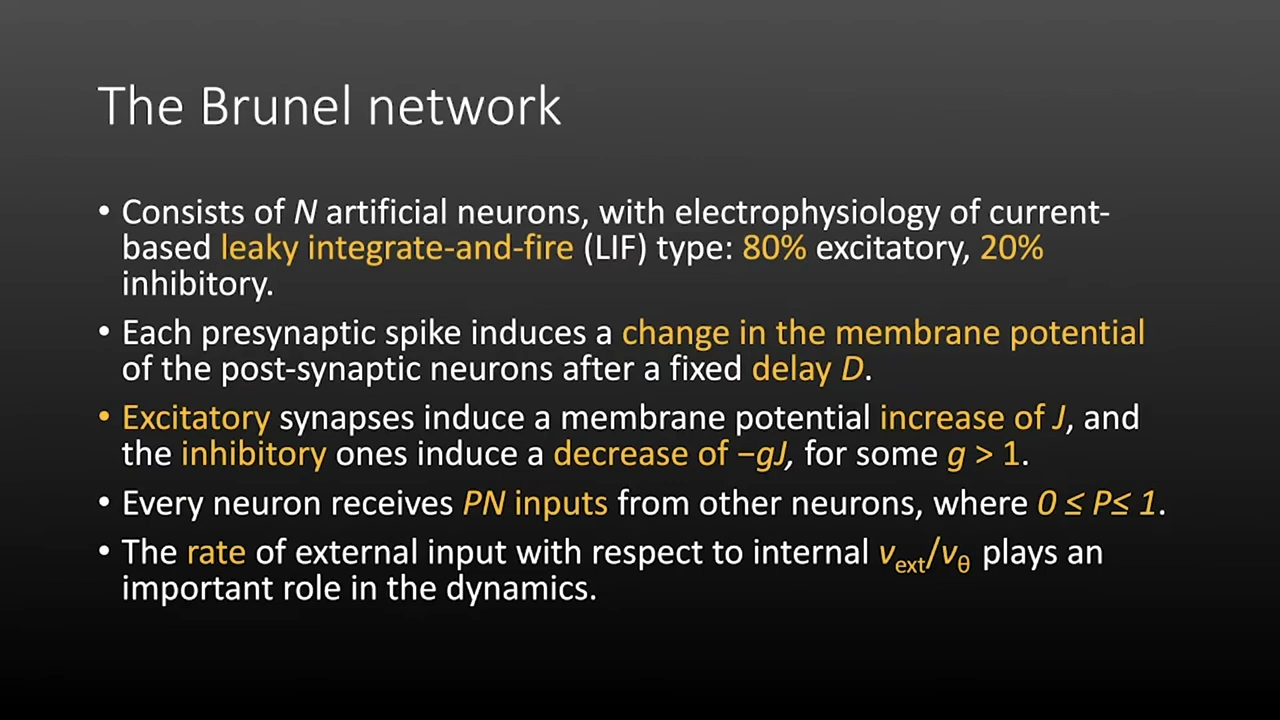 The Brunel network
• Consists of N artificial neurons, with electrophysiology of current-
based leaky integrate-and-fire (LIF) type: 80% excitatory, 20%
inhibitory.
• Each presynaptic spike induces a change in the membrane potential
of the post-synaptic neurons after a fixed delay D.
• Excitatory synapses induce a membrane potential increase of J, and
the inhibitory ones induce a decrease of −gJ, for some g > 1.
• Every neuron receives PN inputs from other neurons, where 0 ≤ P≤ 1.
• The rate of external input with respect to internal νext/νθ plays an
important role in the dynamics.